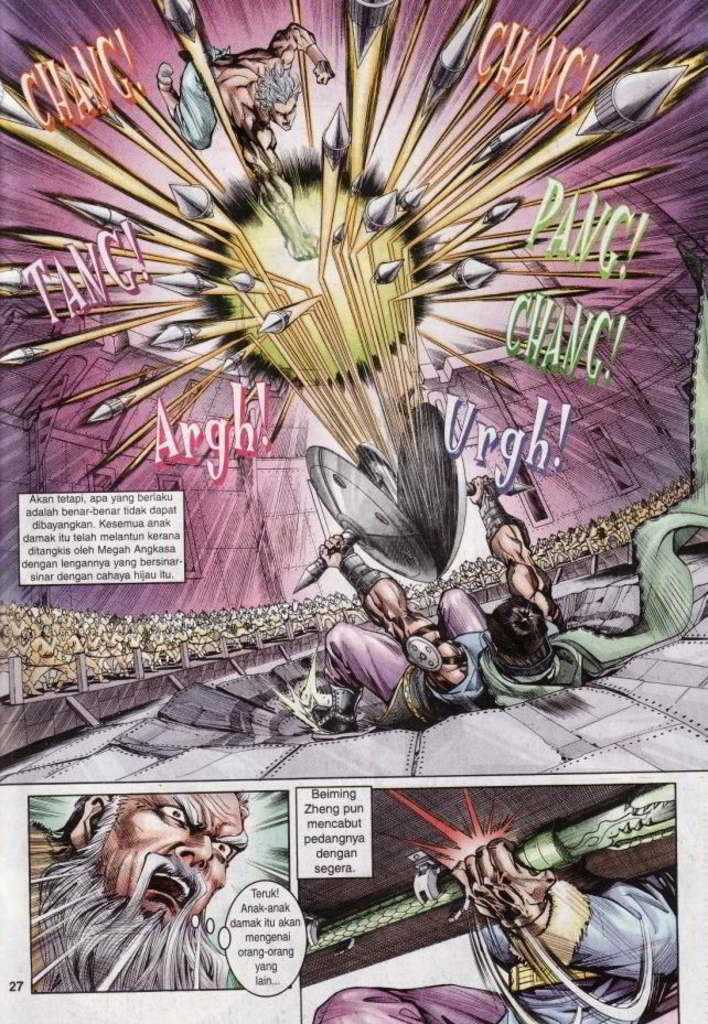 CHANG!
CHANG!
TANG!
PANG!
CHANG!
Argh!
Urgh!
Akan tetapi, apa yang berlaku
adalah benar-benar tidak dapat
dibayangkan. Kesemua anak
damak itu telah melantun kerana
ditangkis oleh Megah Angkasa
dengan lengannya yang bersinar-
sinar dengan cahaya hijau itu.
Teruk!
Anak-anak
damak itu akan
mengenai
orang-orang
yang
lain...
Beiming
Zheng pun
mencabut
pedangnya
dengan
segera.
27